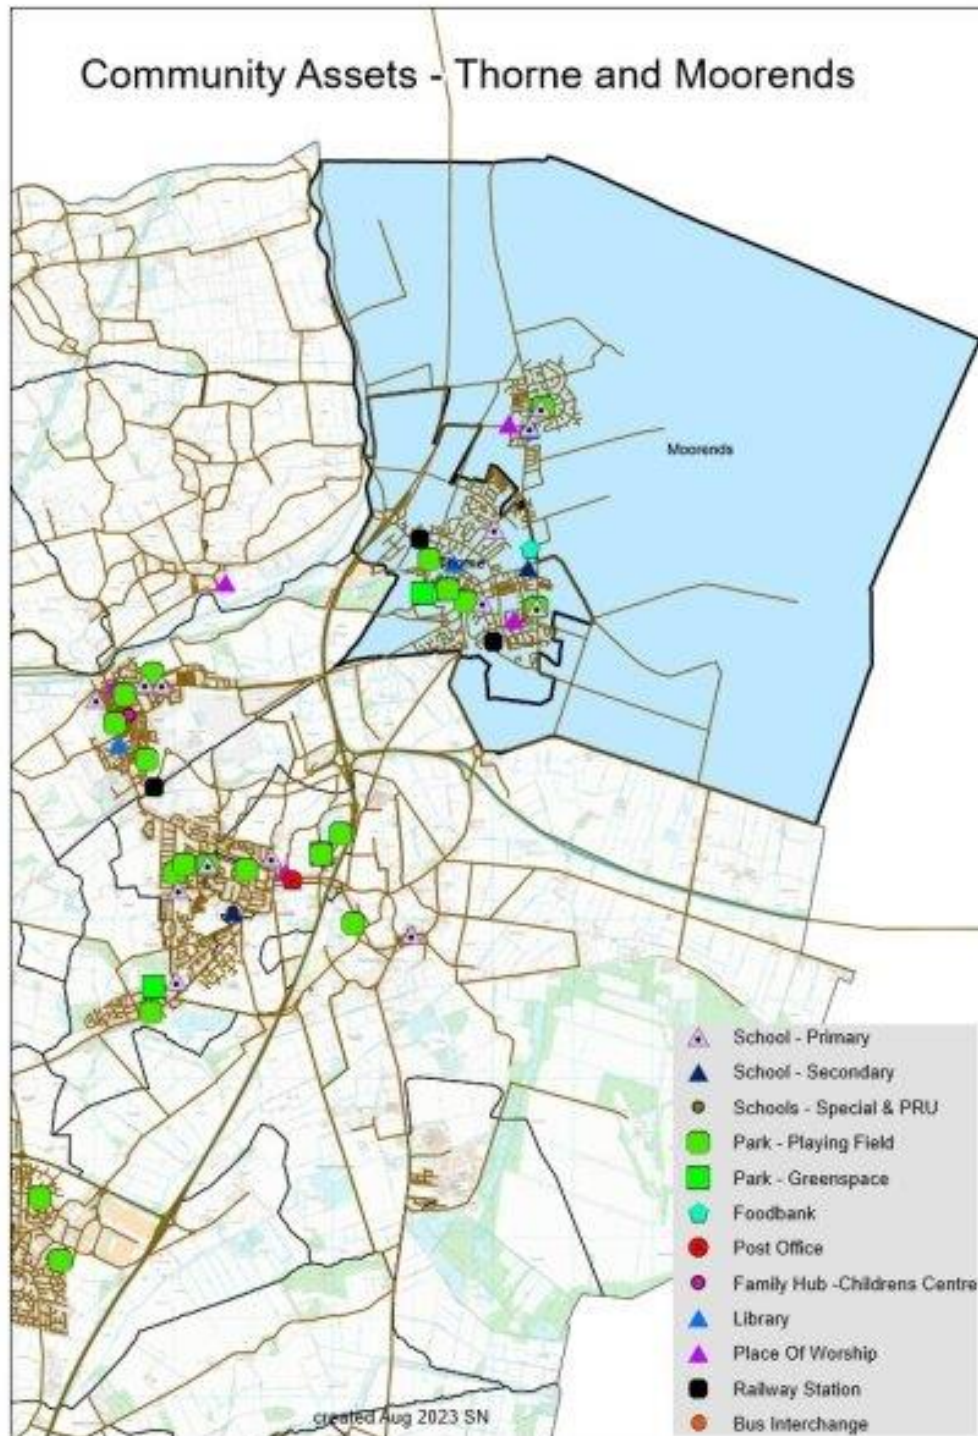 Community Assets - Thorne and Moorends
Moorends
School - Primary
School - Secondary
Schools - Special & PRU
Park - Playing Field
Park - Greenspace
Foodbank
Post Office
Family Hub -Childrens Centre
Library
Place Of Worship
Railway Station
Bus Interchange
created Aug 2023 SN